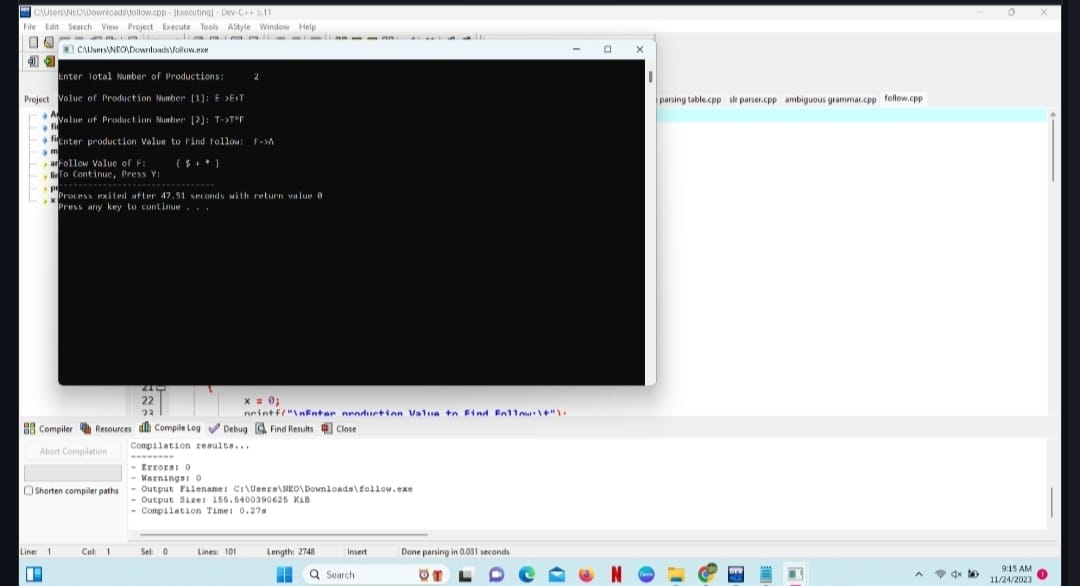 C:\Users\NEO\Downloads\follow.cpp - [Executing] - Dev-C++ 5.11
File Edit Search View Project Execute Tools AStyle Window Help
C:\Users\NEO\Downloads\follow.exe
Enter Total Number of Productions: 2
Project
Value of Production Number [1]: E->E+T
parsing table.cpp slr parser.cpp ambiguous grammar.cpp follow.cpp
Value of Production Number [2]: T->T*F
Enter production Value to Find Follow: F->A
Follow Value of F: { $ + * }
To Continue, Press Y:
--------------------------------
Process exited after 47.51 seconds with return value 0
Press any key to continue . . .
21
22 x = 0;
23 printf("\nEnter production Value to Find Follow:\t");
Compiler Resources Compile Log Debug Find Results Close
Abort Compilation
Shorten compiler paths
Compilation results...
--------
- Errors: 0
- Warnings: 0
- Output Filename: C:\Users\NEO\Downloads\follow.exe
- Output Size: 155.5400390625 KiB
- Compilation Time: 0.27s
Line: 1 Col: 1 Sel: 0 Lines: 101 Length: 2748 Insert Done parsing in 0.031 seconds
Search
9:15 AM
11/24/2023